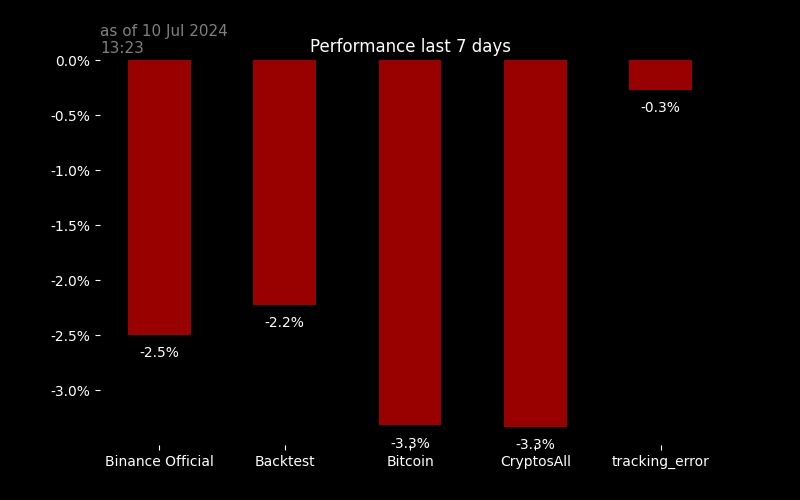 as of 10 Jul 2024
13:23
Performance last 7 days
0.0%
-0.5%
-1.0%
-1.5%
-2.0%
-2.5%
-3.0%
-2.5%
-2.2%
-3.3%
-3.3%
-0.3%
Binance Official
Backtest
Bitcoin
CryptosAll
tracking_error